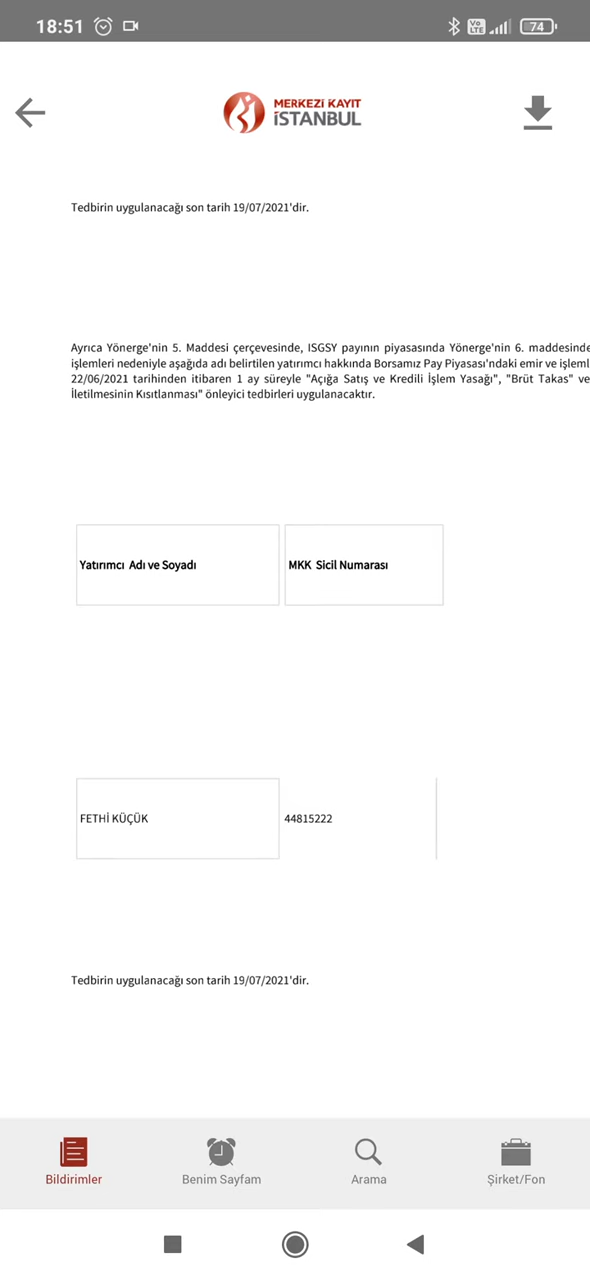 18:51
Vo LTE
74
MERKEZİ KAYIT
İSTANBUL
Tedbirin uygulanacağı son tarih 19/07/2021'dir.
Ayrıca Yönerge'nin 5. Maddesi çerçevesinde, ISGSY payının piyasasında Yönerge'nin 6. maddesinde
işlemleri nedeniyle aşağıda adı belirtilen yatırımcı hakkında Borsamız Pay Piyasası'ndaki emir ve işleml
22/06/2021 tarihinden itibaren 1 ay süreyle "Açığa Satış ve Kredili İşlem Yasağı", "Brüt Takas" ve
İletilmesinin Kısıtlanması" önleyici tedbirleri uygulanacaktır.
Yatırımcı Adı ve Soyadı MKK Sicil Numarası
FETHİ KÜÇÜK 44815222
Tedbirin uygulanacağı son tarih 19/07/2021'dir.
Bildirimler Benim Sayfam Arama Şirket/Fon